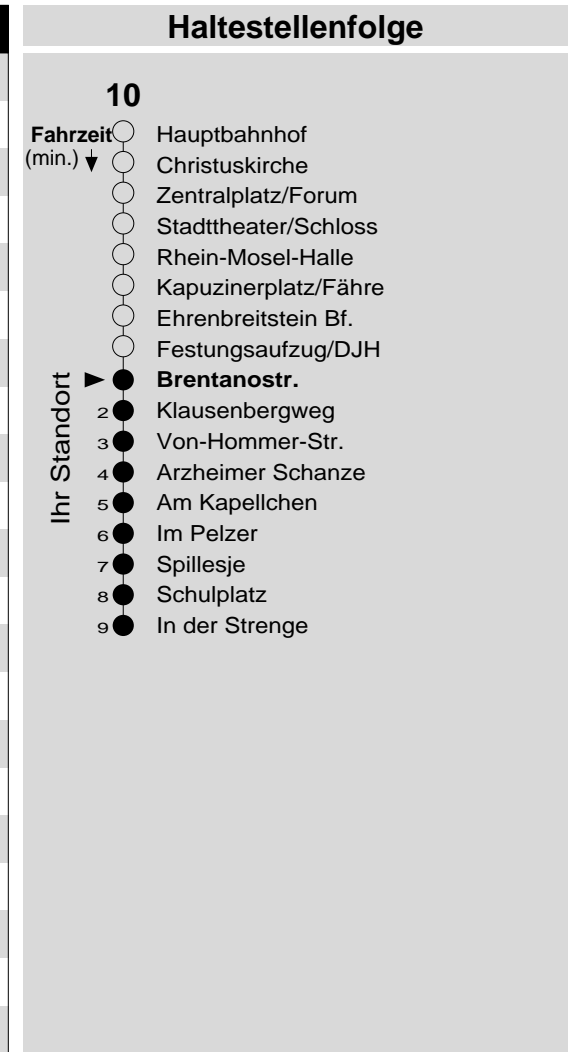 Haltestellenfolge
10
Fahrzeit Hauptbahnhof
(min.) Christuskirche
Zentralplatz/Forum
Stadttheater/Schloss
Rhein-Mosel-Halle
Kapuzinerplatz/Fähre
Ehrenbreitstein Bf.
Festungsaufzug/DJH
Ihr Standort
Brentanostr.
2 Klausenbergweg
3 Von-Hommer-Str.
4 Arzheimer Schanze
5 Am Kapellchen
6 Im Pelzer
7 Spillesje
8 Schulplatz
9 In der Strenge